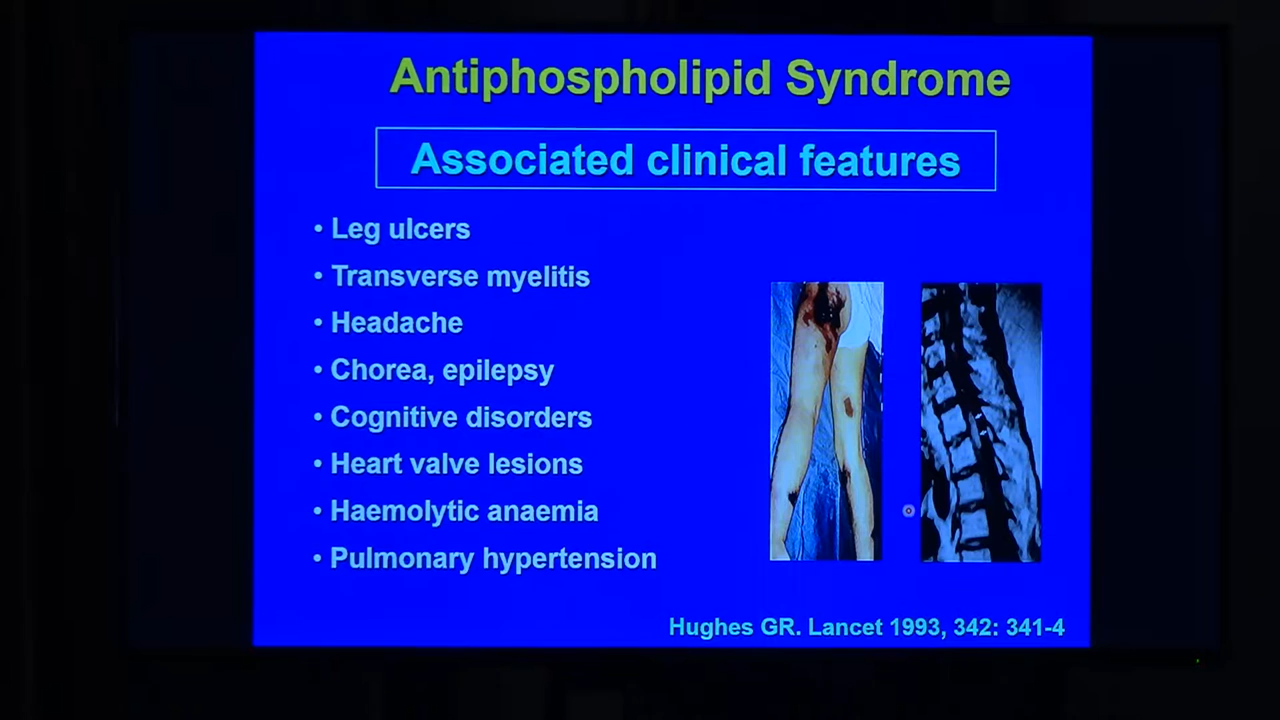 Antiphospholipid Syndrome
Associated clinical features
• Leg ulcers
• Transverse myelitis
• Headache
• Chorea, epilepsy
• Cognitive disorders
• Heart valve lesions
• Haemolytic anaemia
• Pulmonary hypertension
Hughes GR. Lancet 1993, 342: 341-4